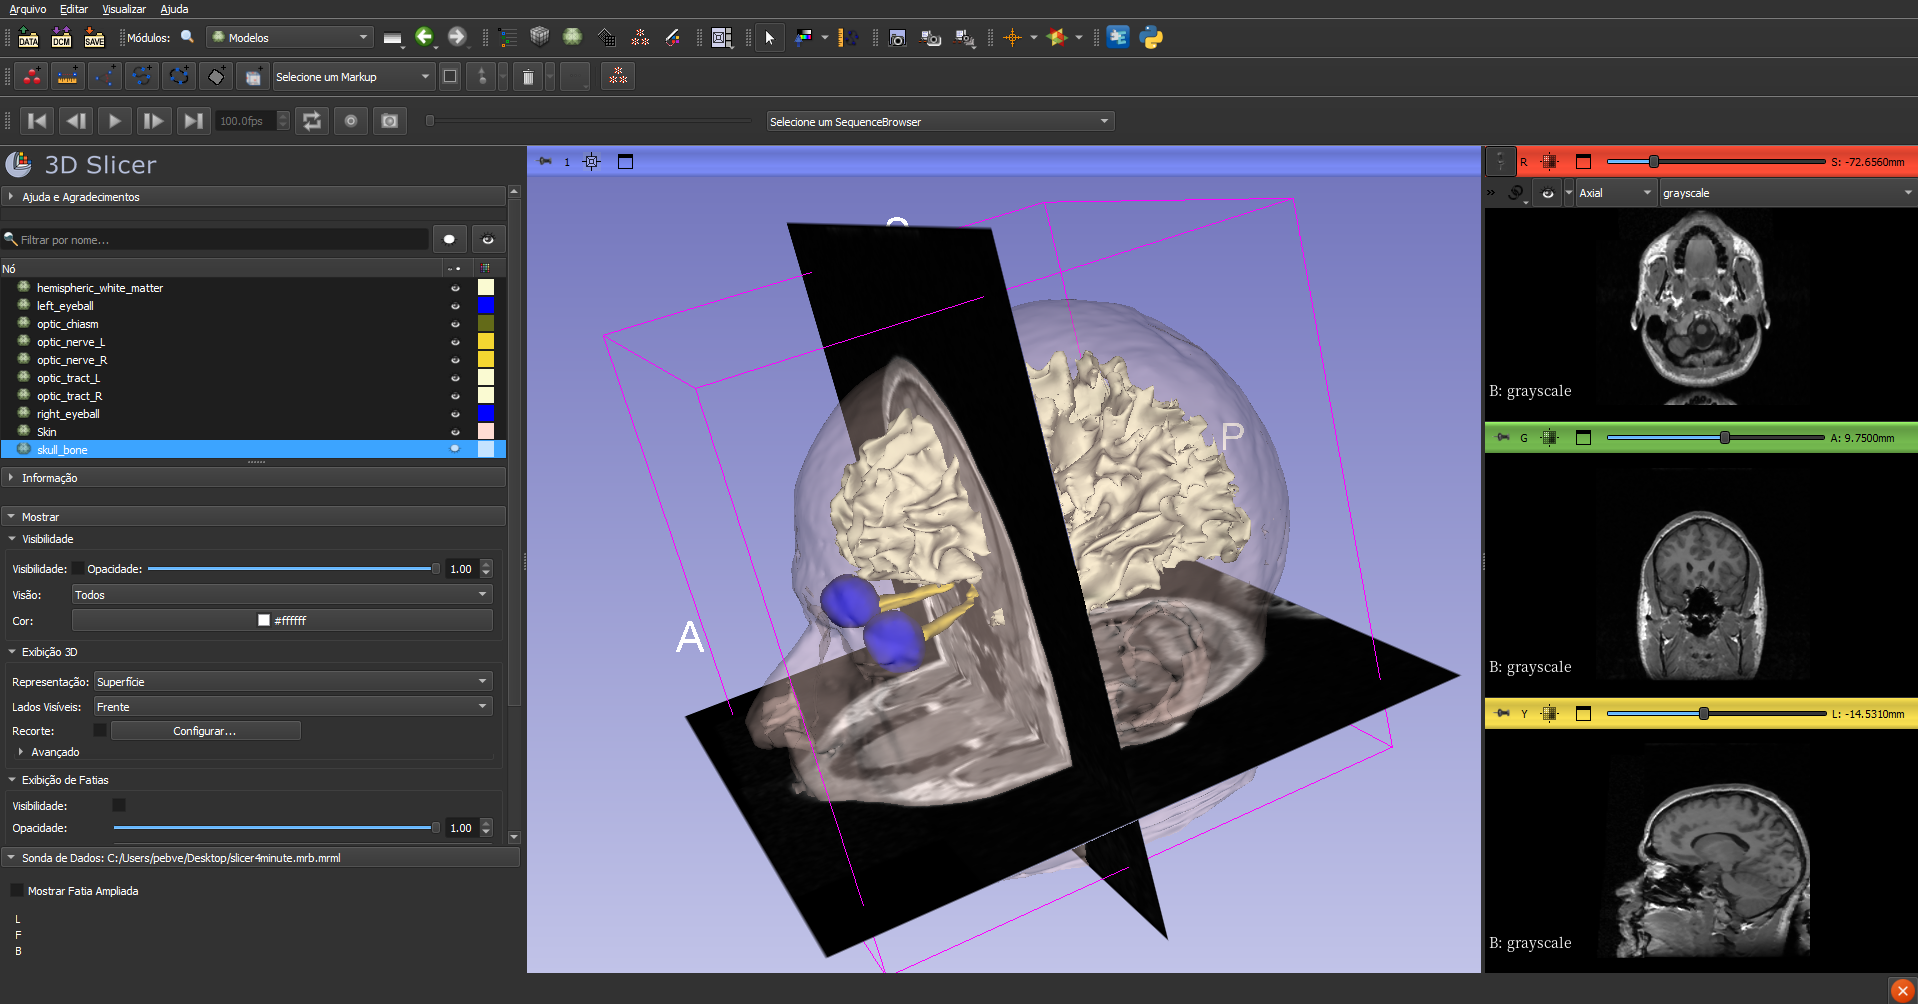 Arquivo Editar Visualizar Ajuda
DATA DCM SAVE Módulos: Modelos
Selecione um Markup
100.0fps Selecione um SequenceBrowser
3D Slicer
Ajuda e Agradecimentos
Filtrar por nome...
Nó
hemispheric_white_matter
left_eyeball
optic_chiasm
optic_nerve_L
optic_nerve_R
optic_tract_L
optic_tract_R
right_eyeball
Skin
skull_bone
Informação
Mostrar
Visibilidade
Visibilidade: Opacidade: 1.00
Visão: Todos
Cor: #ffffff
Exibição 3D
Representação: Superfície
Lados Visíveis: Frente
Recorte: Configurar...
Avançado
Exibição de Fatias
Visibilidade:
Opacidade: 1.00
Sonda de Dados: C:/Users/pebve/Desktop/slicer4minute.mrb.mrml
Mostrar Fatia Ampliada
L
F
B
1
A
P
R S: -72.6560mm
Axial grayscale
B: grayscale
G A: 9.7500mm
B: grayscale
Y L: -14.5310mm
B: grayscale